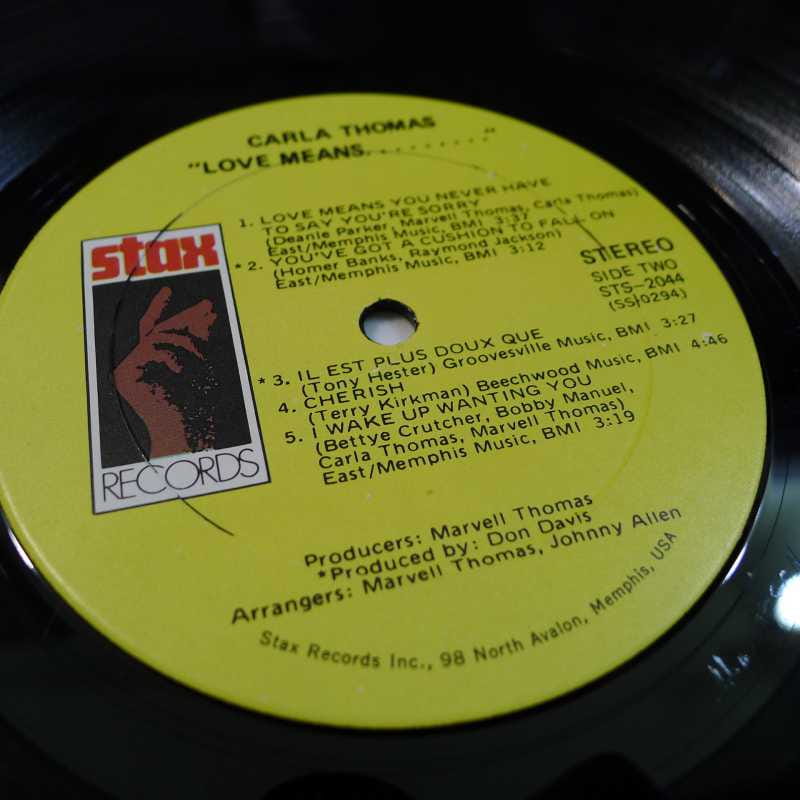 CARLA THOMAS
"LOVE MEANS. . . . . . . . ."
1. LOVE MEANS YOU NEVER HAVE
TO SAY YOU'RE SORRY
(Deanie Parker, Marvell Thomas, Carla Thomas)
East/Memphis Music, BMI 3:37
* 2. YOU'VE GOT A CUSHION TO FALL ON
(Homer Banks, Raymond Jackson)
East/Memphis Music, BMI 3:12
stax
RECORDS
STEREO
SIDE TWO
STS-2044
(SS-0294)
* 3. IL EST PLUS DOUX QUE
(Tony Hester) Groovesville Music, BMI 3:27
4. CHERISH
(Terry Kirkman) Beechwood Music, BMI 4:46
5. I WAKE UP WANTING YOU
(Bettye Crutcher, Bobby Manuel,
Carla Thomas, Marvell Thomas)
East/Memphis Music, BMI 3:19
Producers: Marvell Thomas
*Produced by: Don Davis
Arrangers: Marvell Thomas, Johnny Allen
Stax Records Inc., 98 North Avalon, Memphis, USA